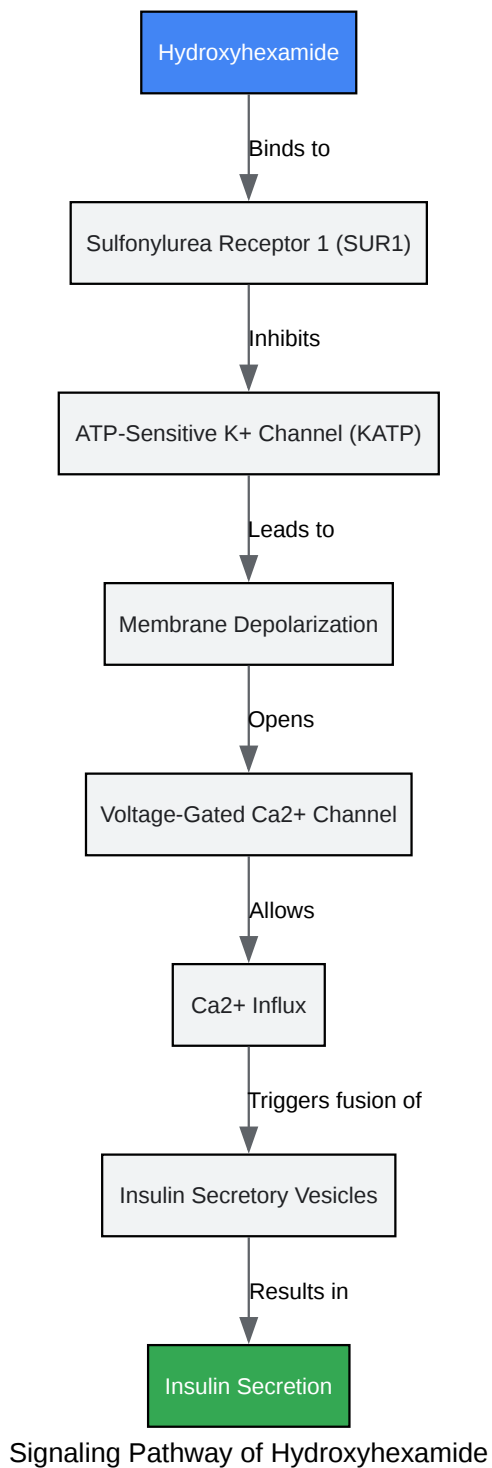 Hydroxyhexamide
Binds to
Sulfonylurea Receptor 1 (SUR1)
Inhibits
ATP-Sensitive K+ Channel (KATP)
Leads to
Membrane Depolarization
Opens
Voltage-Gated Ca2+ Channel
Allows
Ca2+ Influx
Triggers fusion of
Insulin Secretory Vesicles
Results in
Insulin Secretion
Signaling Pathway of Hydroxyhexamide